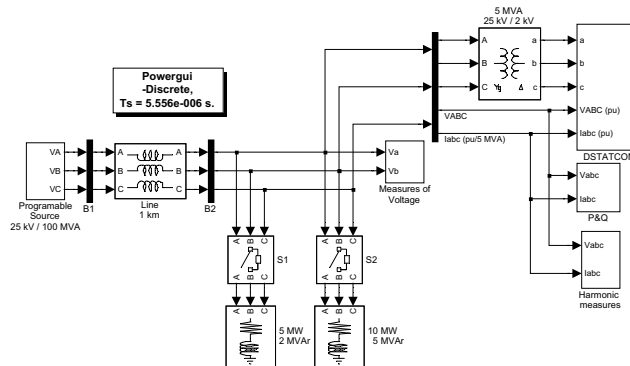 5 MVA
25 kV / 2 kV
A
B
C
a
b
c
Yg
Δ
a
b
c
VABC (pu)
Iabc (pu)
DSTATCOM
VABC
Iabc (pu/5 MVA)
Powergui
-Discrete,
Ts = 5.556e-006 s.
VA
VB
VC
Programable
Source
25 kV / 100 MVA
B1
A
B
C
A
B
C
Line
1 km
B2
Va
Vb
Measures of
Voltage
Vabc
Iabc
P&Q
Vabc
Iabc
Harmonic
measures
A
B
C
A
B
C
S1
A
B
C
A
B
C
S2
A
B
C
5 MW
2 MVAr
A
B
C
10 MW
5 MVAr